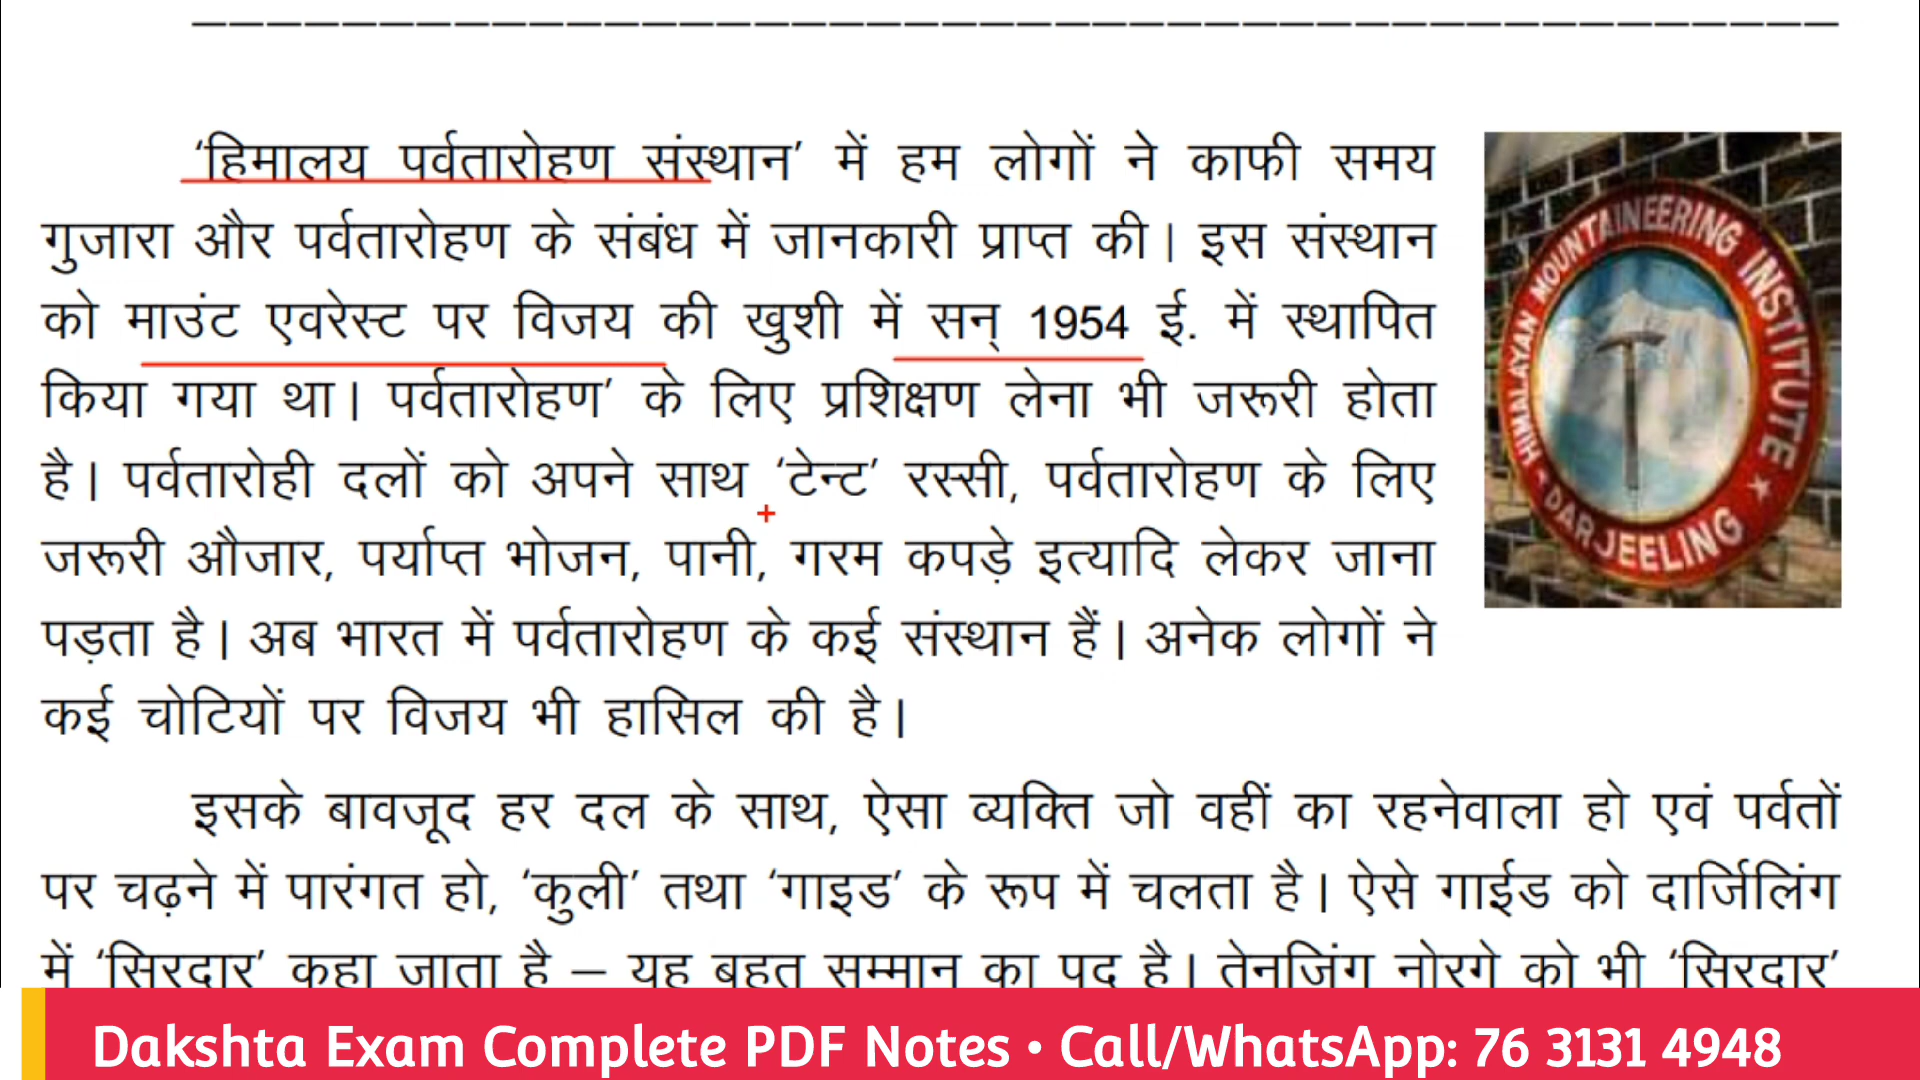 ‘हिमालय पर्वतारोहण संस्थान’ में हम लोगों ने काफी समय
गुजारा और पर्वतारोहण के संबंध में जानकारी प्राप्त की। इस संस्थान
को माउंट एवरेस्ट पर विजय की खुशी में सन् 1954 ई. में स्थापित
किया गया था। पर्वतारोहण’ के लिए प्रशिक्षण लेना भी जरूरी होता
है। पर्वतारोही दलों को अपने साथ ‘टेन्ट’ रस्सी, पर्वतारोहण के लिए
जरूरी औजार, पर्याप्त भोजन, पानी, गरम कपड़े इत्यादि लेकर जाना
पड़ता है। अब भारत में पर्वतारोहण के कई संस्थान हैं। अनेक लोगों ने
कई चोटियों पर विजय भी हासिल की है।
HIMALAYAN MOUNTAINEERING INSTITUTE
DARJEELING
इसके बावजूद हर दल के साथ, ऐसा व्यक्ति जो वहीं का रहनेवाला हो एवं पर्वतों
पर चढ़ने में पारंगत हो, ‘कुली’ तथा ‘गाइड’ के रूप में चलता है। ऐसे गाईड को दार्जिलिंग
में ‘सिरदार’ कहा जाता है – यह बहुत सम्मान का पद है। तेनजिंग नोरगे को भी ‘सिरदार’
Dakshta Exam Complete PDF Notes • Call/WhatsApp: 76 3131 4948